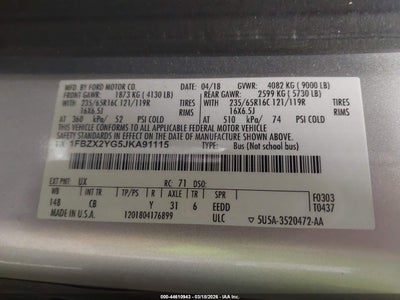 MFD. BY FORD MOTOR CO. 04/18 GVWR: 4082 KG ( 9000 LB)
FRONT GAWR: 1873 KG ( 4130 LB) REAR GAWR: 2599 KG ( 5730 LB)
235/65R16C 121/119R TIRES 235/65R16C 121/119R TIRES
16X6.5J RIMS 16X6.5J RIMS
AT 360 kPa/ 52 PSI COLD AT 510 kPa/ 74 PSI COLD
THIS VEHICLE CONFORMS TO ALL APPLICABLE FEDERAL MOTOR VEHICLE
SAFETY STANDARDS IN EFFECT ON THE DATE OF MANUFACTURE SHOWN ABOVE.
1FBZX2YG5JKA91115 TYPE: Bus (Not school bus)
EXT PNT: UX RC: 71 DSO:
WB INT TR TP/PS R AXLE TR SPR F0303
148 CB Y 31 6 EEDD T0437
MADE IN U.S.A. 1201804176899 ULC 5U5A-3520472-AA
00-44610943 - 03/18/2026 - IAA Inc.